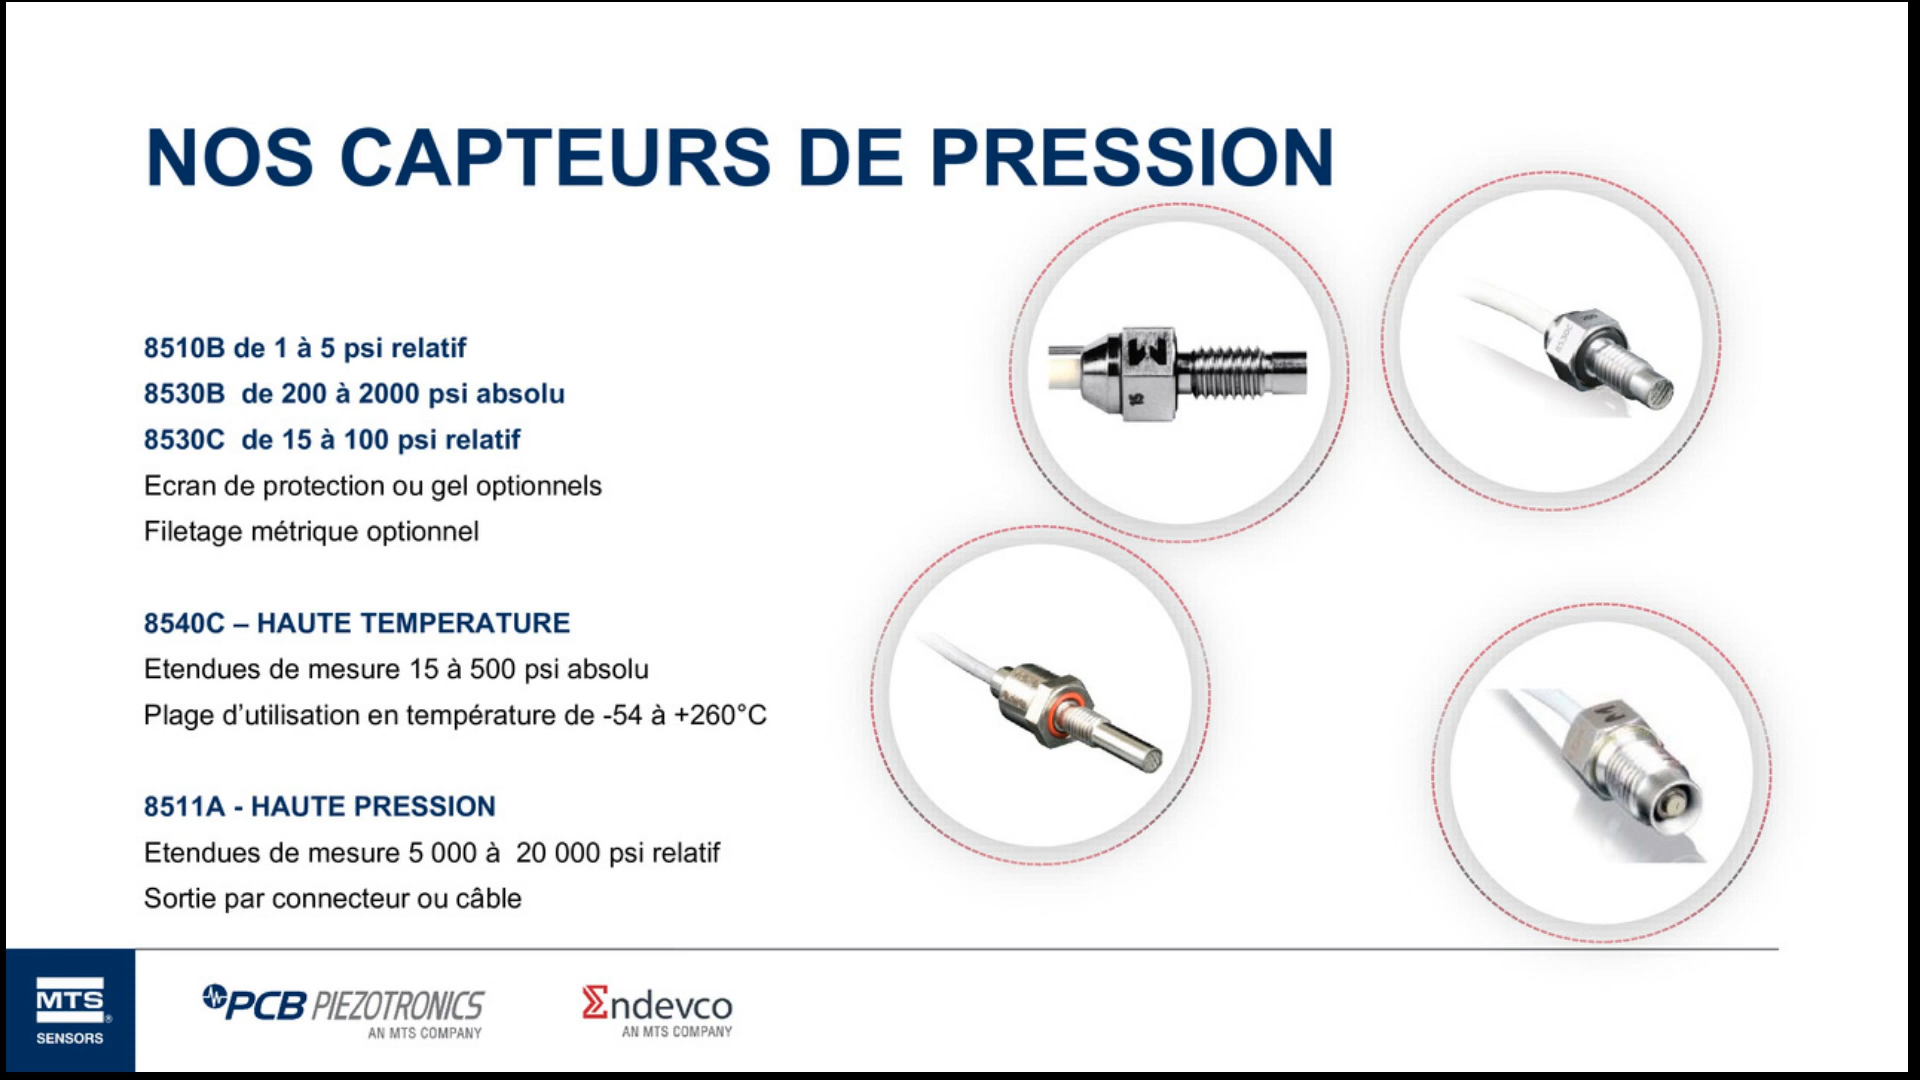 NOS CAPTEURS DE PRESSION
8510B de 1 à 5 psi relatif
8530B  de 200 à 2000 psi absolu
8530C  de 15 à 100 psi relatif
Ecran de protection ou gel optionnels
Filetage métrique optionnel
8540C – HAUTE TEMPERATURE
Etendues de mesure 15 à 500 psi absolu
Plage d’utilisation en température de -54 à +260°C
8511A - HAUTE PRESSION
Etendues de mesure 5 000 à  20 000 psi relatif
Sortie par connecteur ou câble
15
8530C
MTS®
SENSORS
PCB PIEZOTRONICS
AN MTS COMPANY
Endevco
AN MTS COMPANY